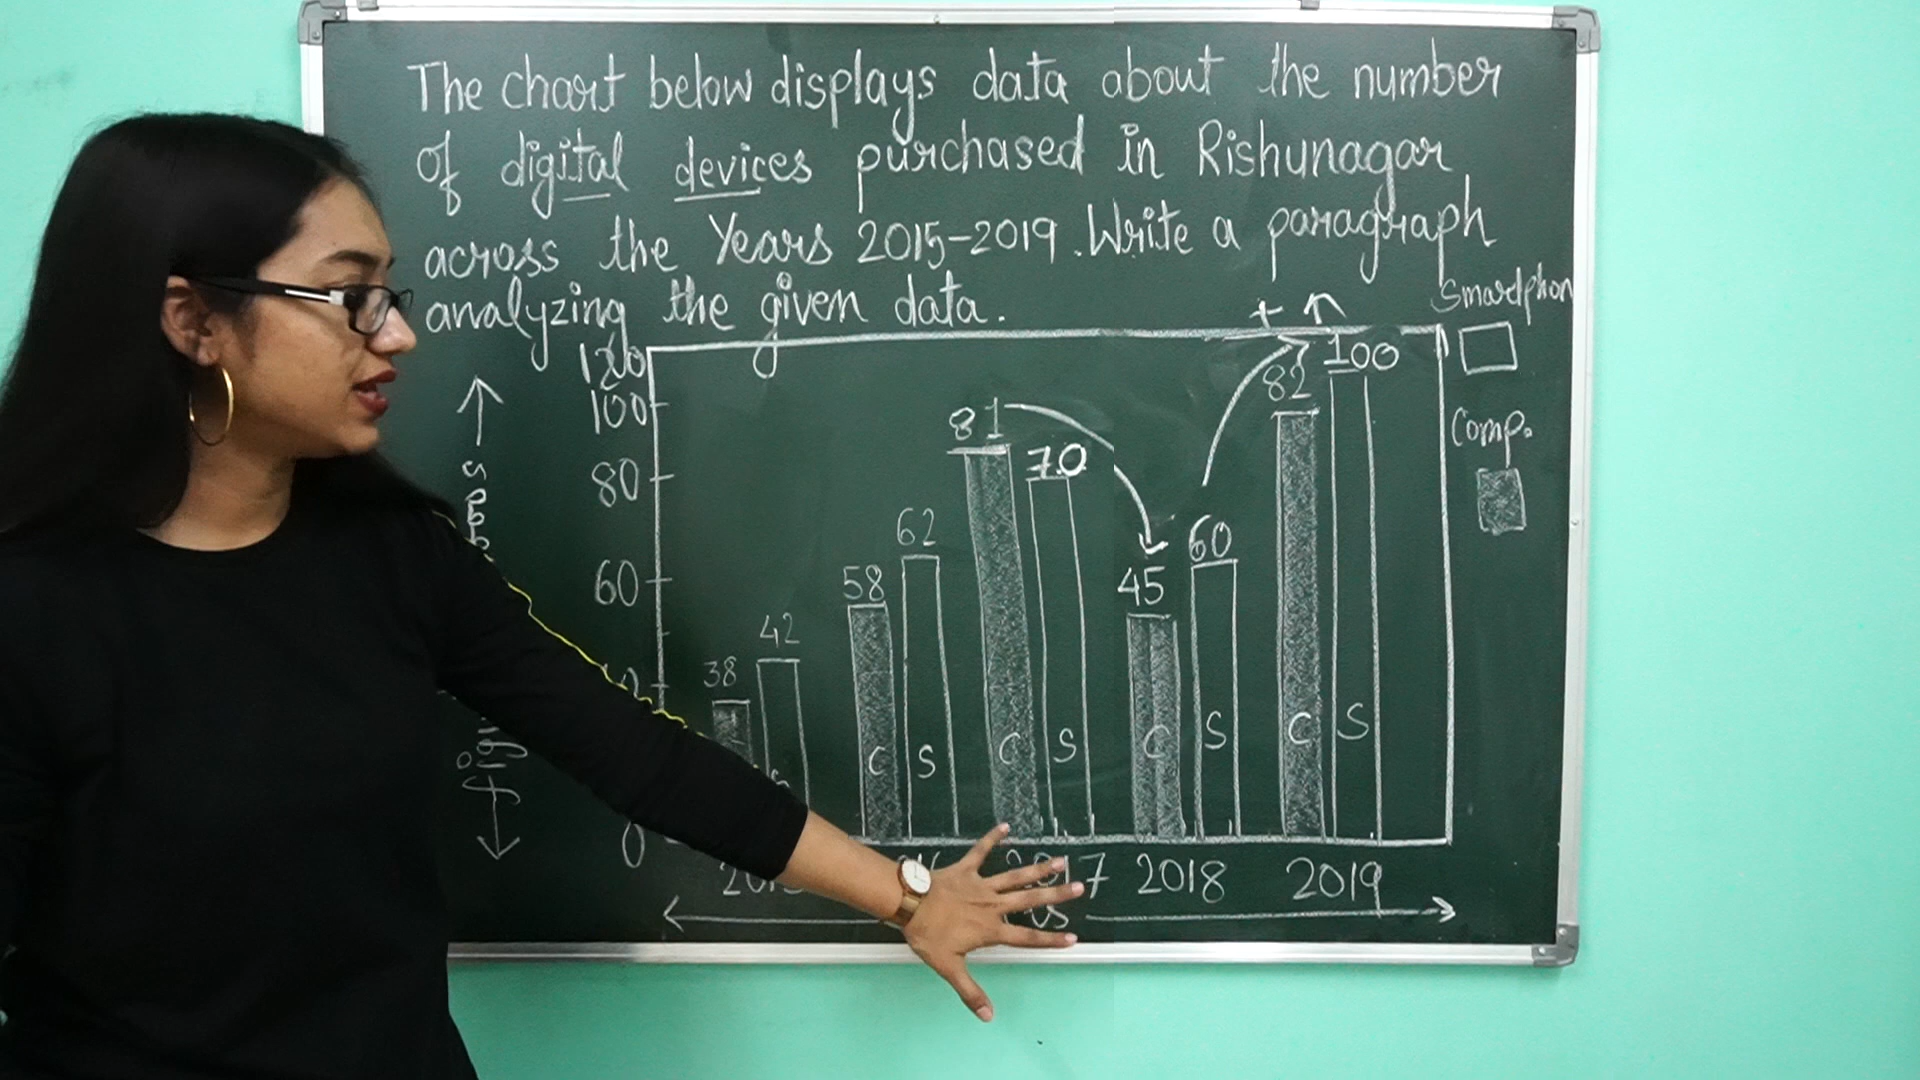 The chart below displays data about the number
of digital devices purchased in Rishunagar
across the Years 2015-2019. Write a paragraph
analyzing the given data.
Smartphon
+
120
100
80
60
0
38
42
58
62
81
70
45
60
82
100
Comp.
C S C S C S C S
2017 2018 2019